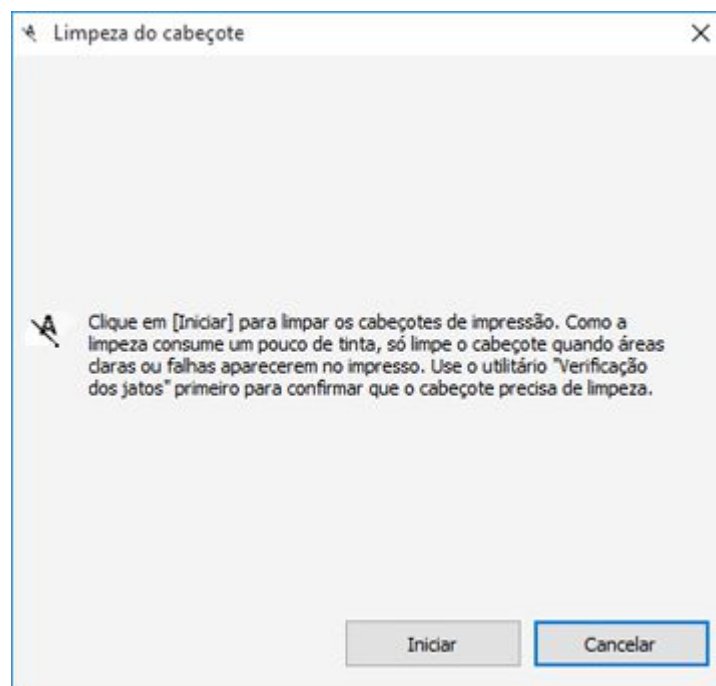 Limpeza do cabeçote
Clique em [Iniciar] para limpar os cabeçotes de impressão. Como a
limpeza consume um pouco de tinta, só limpe o cabeçote quando áreas
claras ou falhas aparecerem no impresso. Use o utilitário "Verificação
dos jatos" primeiro para confirmar que o cabeçote precisa de limpeza.
Iniciar
Cancelar